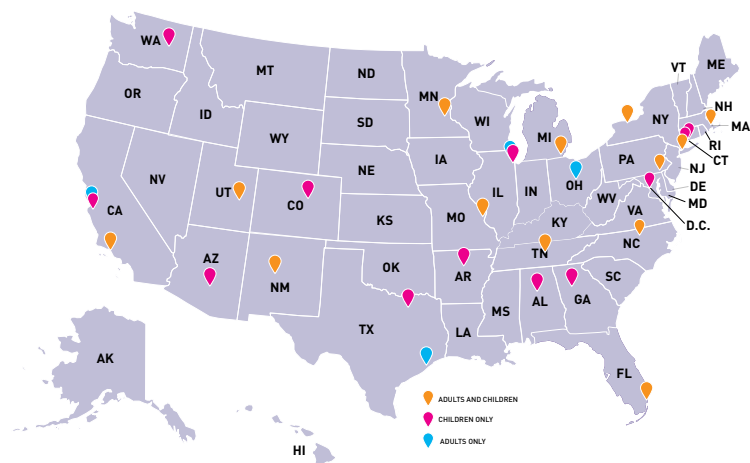 WA
MT
ND
MN
VT
ME
OR
ID
SD
WI
MI
NY
NH
MA
WY
RI
CT
NE
IA
PA
NJ
NV
UT
CO
IL
IN
OH
DE
MD
CA
KS
MO
KY
WV
VA
D.C.
AZ
NM
OK
AR
TN
NC
SC
TX
LA
MS
AL
GA
AK
FL
HI
ADULTS AND CHILDREN
CHILDREN ONLY
ADULTS ONLY